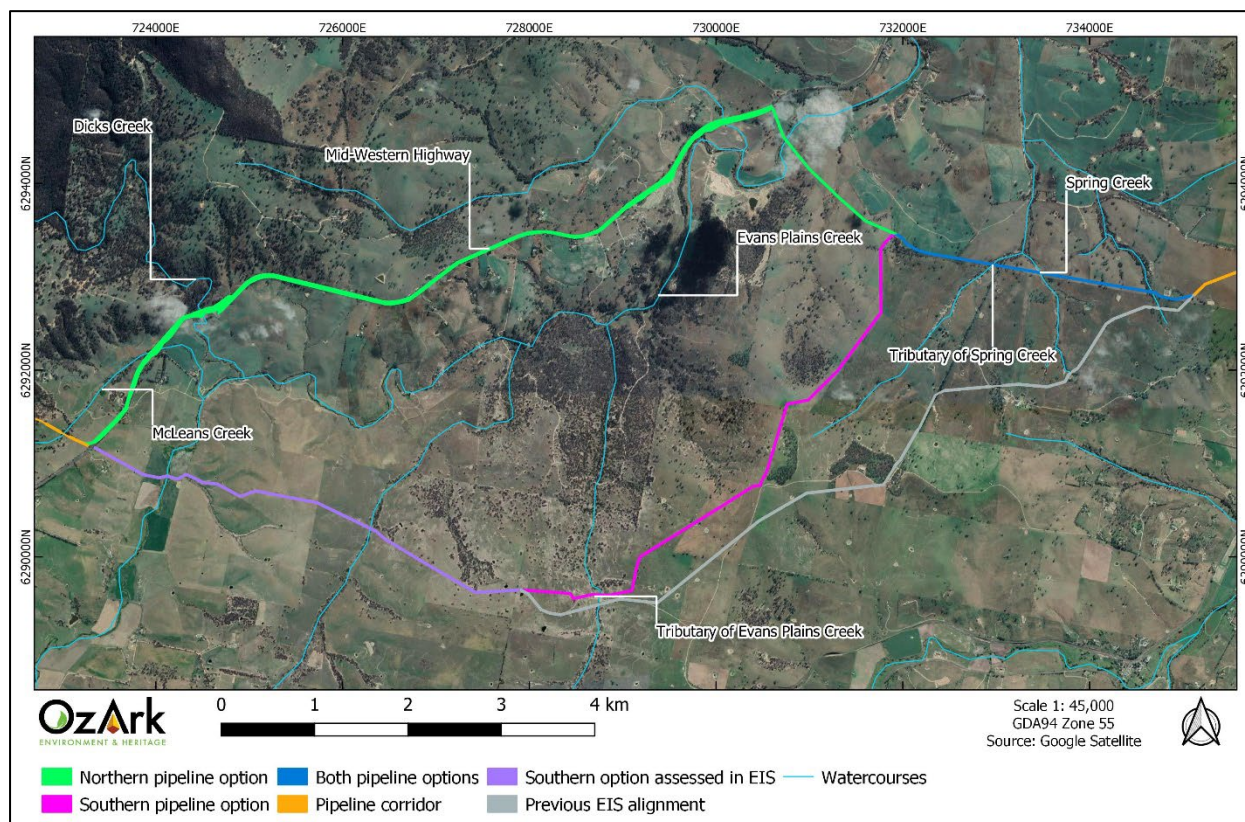 724000E
726000E
728000E
730000E
732000E
734000E
Dicks Creek
Mid-Western Highway
Spring Creek
6294000N
6294000N
Evans Plains Creek
Tributary of Spring Creek
6292000N
6292000N
McLeans Creek
6290000N
6290000N
Tributary of Evans Plains Creek
OzArk
ENVIRONMENT & HERITAGE
0 1 2 3 4 km
Scale 1: 45,000
GDA94 Zone 55
Source: Google Satellite
Northern pipeline option
Both pipeline options
Southern option assessed in EIS
Watercourses
Southern pipeline option
Pipeline corridor
Previous EIS alignment